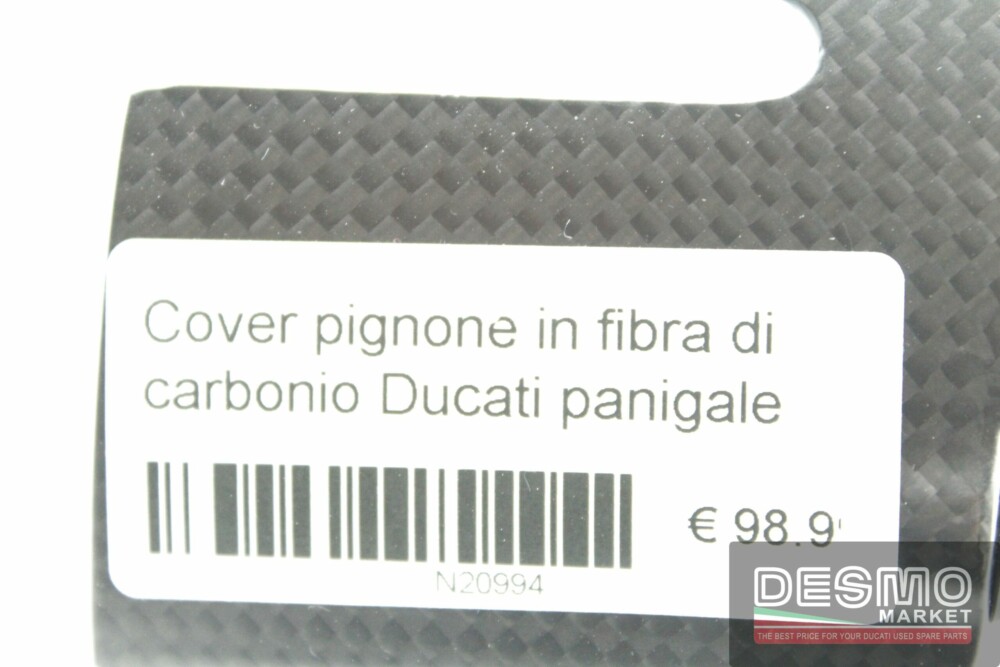 Cover pignone in fibra di
carbonio Ducati panigale
€ 98.9
N20994
DESMO
MARKET
THE BEST PRICE FOR YOUR DUCATI USED SPARE PARTS